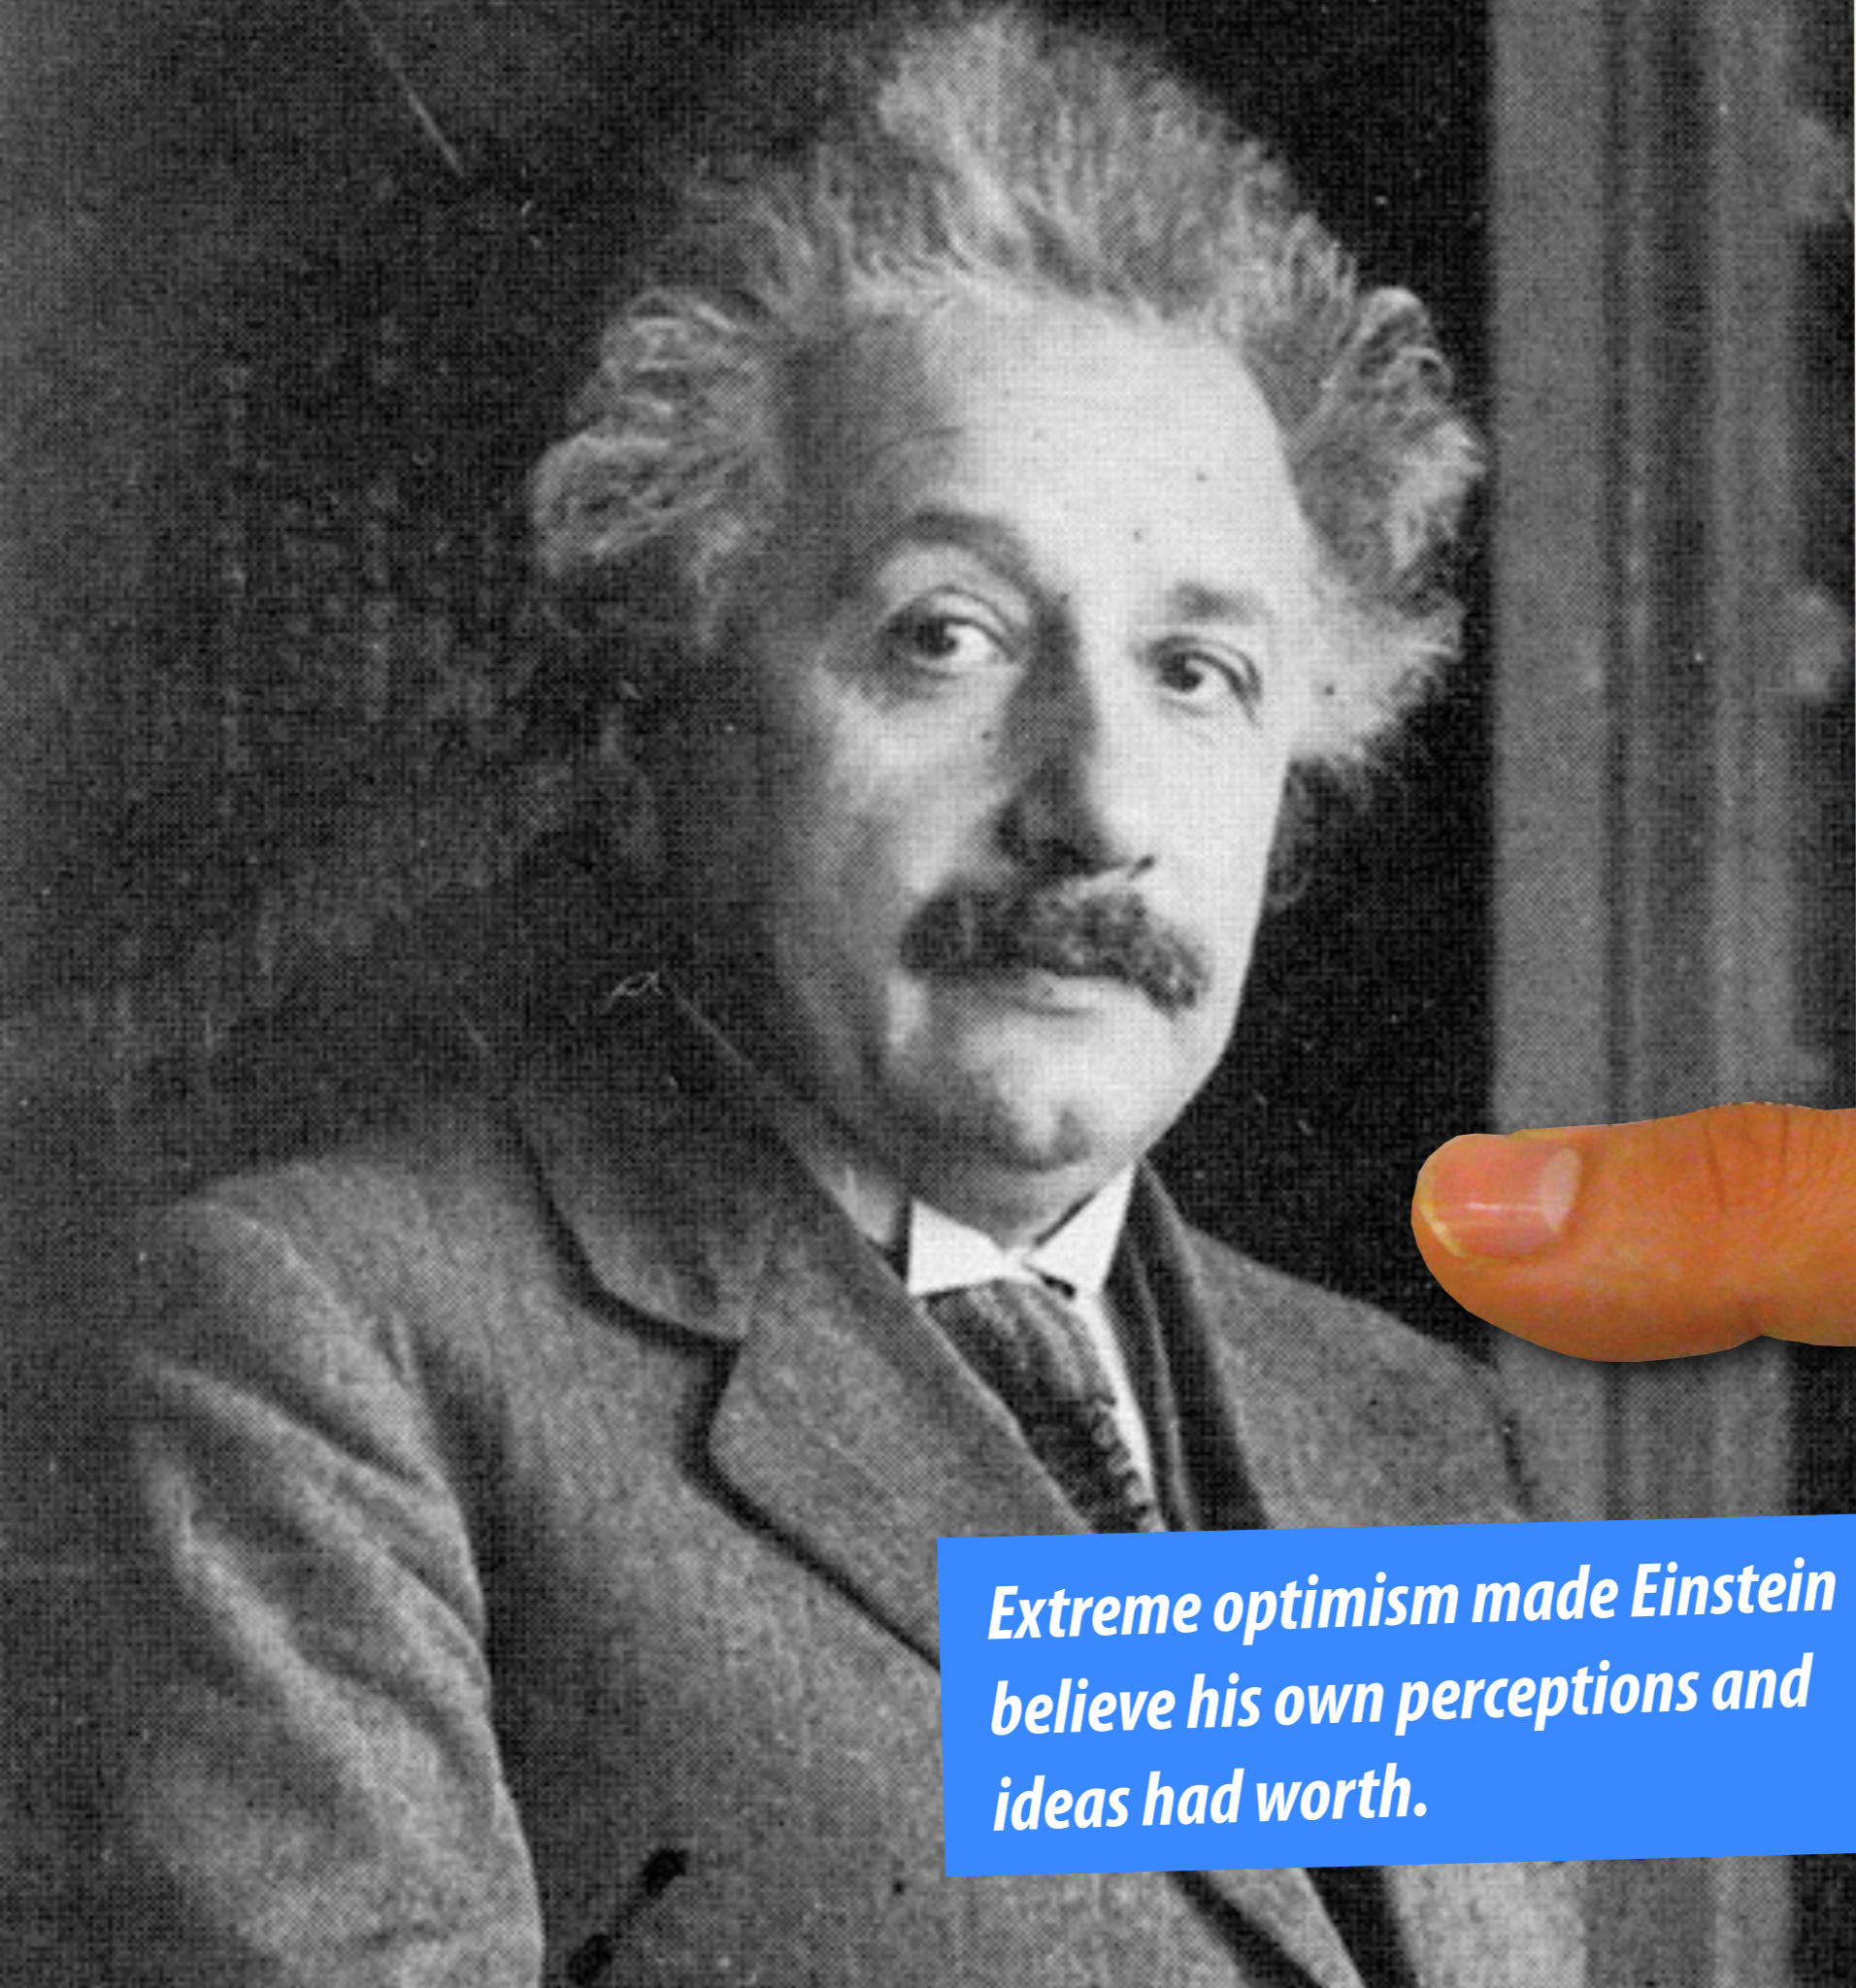 Extreme optimism made Einstein
believe his own perceptions and
ideas had worth.